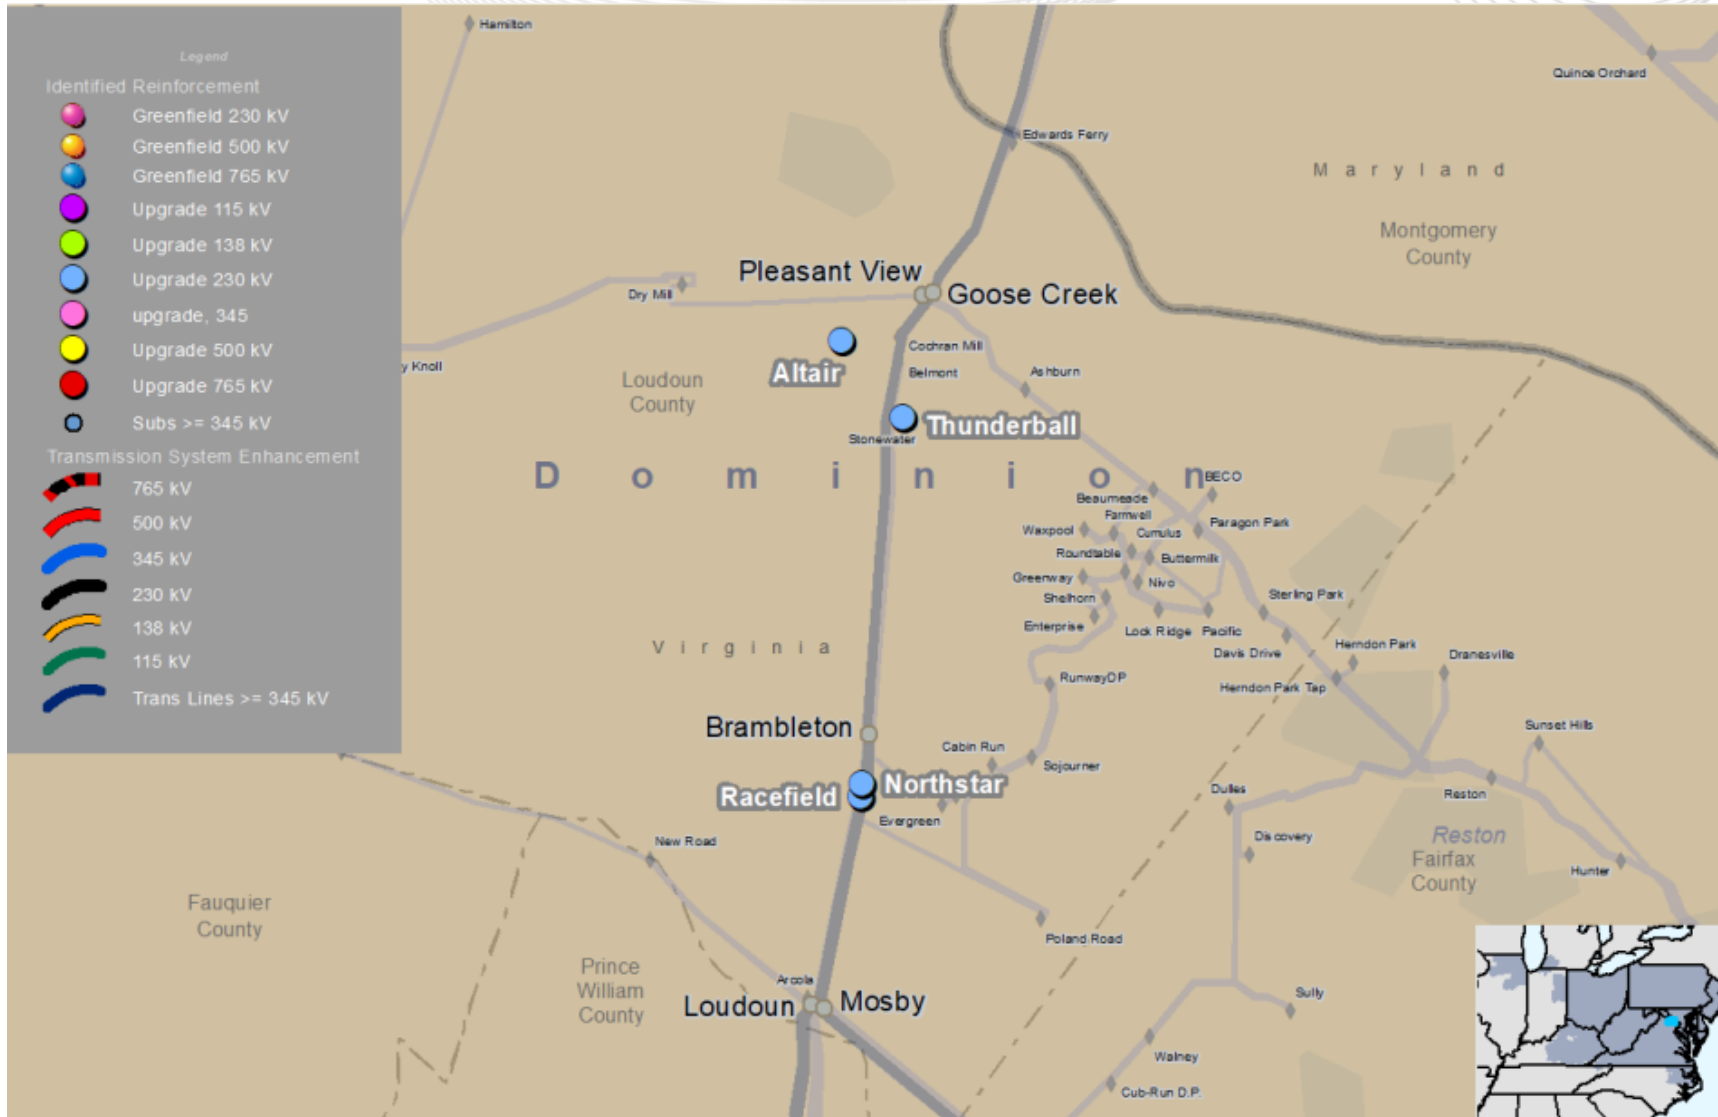 Legend
Identified Reinforcement
Greenfield 230 kV
Greenfield 500 kV
Greenfield 765 kV
Upgrade 115 kV
Upgrade 138 kV
Upgrade 230 kV
upgrade, 345
Upgrade 500 kV
Upgrade 765 kV
Subs >= 345 kV
Transmission System Enhancement
765 kV
500 kV
345 kV
230 kV
138 kV
115 kV
Trans Lines >= 345 kV
Hamilton
Quince Orchard
Edwards Ferry
Maryland
Montgomery
County
Pleasant View
Goose Creek
Dry Mill
Altair
Cochran Mill
Belmont
Ashburn
y Knoll
Loudoun
County
Thunderball
Stonewater
Dominion
BECO
Beaumeade
Farmwell
Waxpool
Cumulus
Paragon Park
Roundtable
Buttermilk
Greenway
Nivo
Shelhorn
Sterling Park
Enterprise
Lock Ridge
Pacific
Virginia
Davis Drive
Herndon Park
Dranesville
RunwayDP
Herndon Park Tap
Brambleton
Sunset Hills
Cabin Run
Sojourner
Northstar
Racefield
Dulles
Reston
Evergreen
New Road
Discovery
Reston
Fairfax
County
Hunter
Fauquier
County
Poland Road
Prince
William
County
Arcola
Loudoun
Mosby
Sully
Walney
Cub-Run D.P.